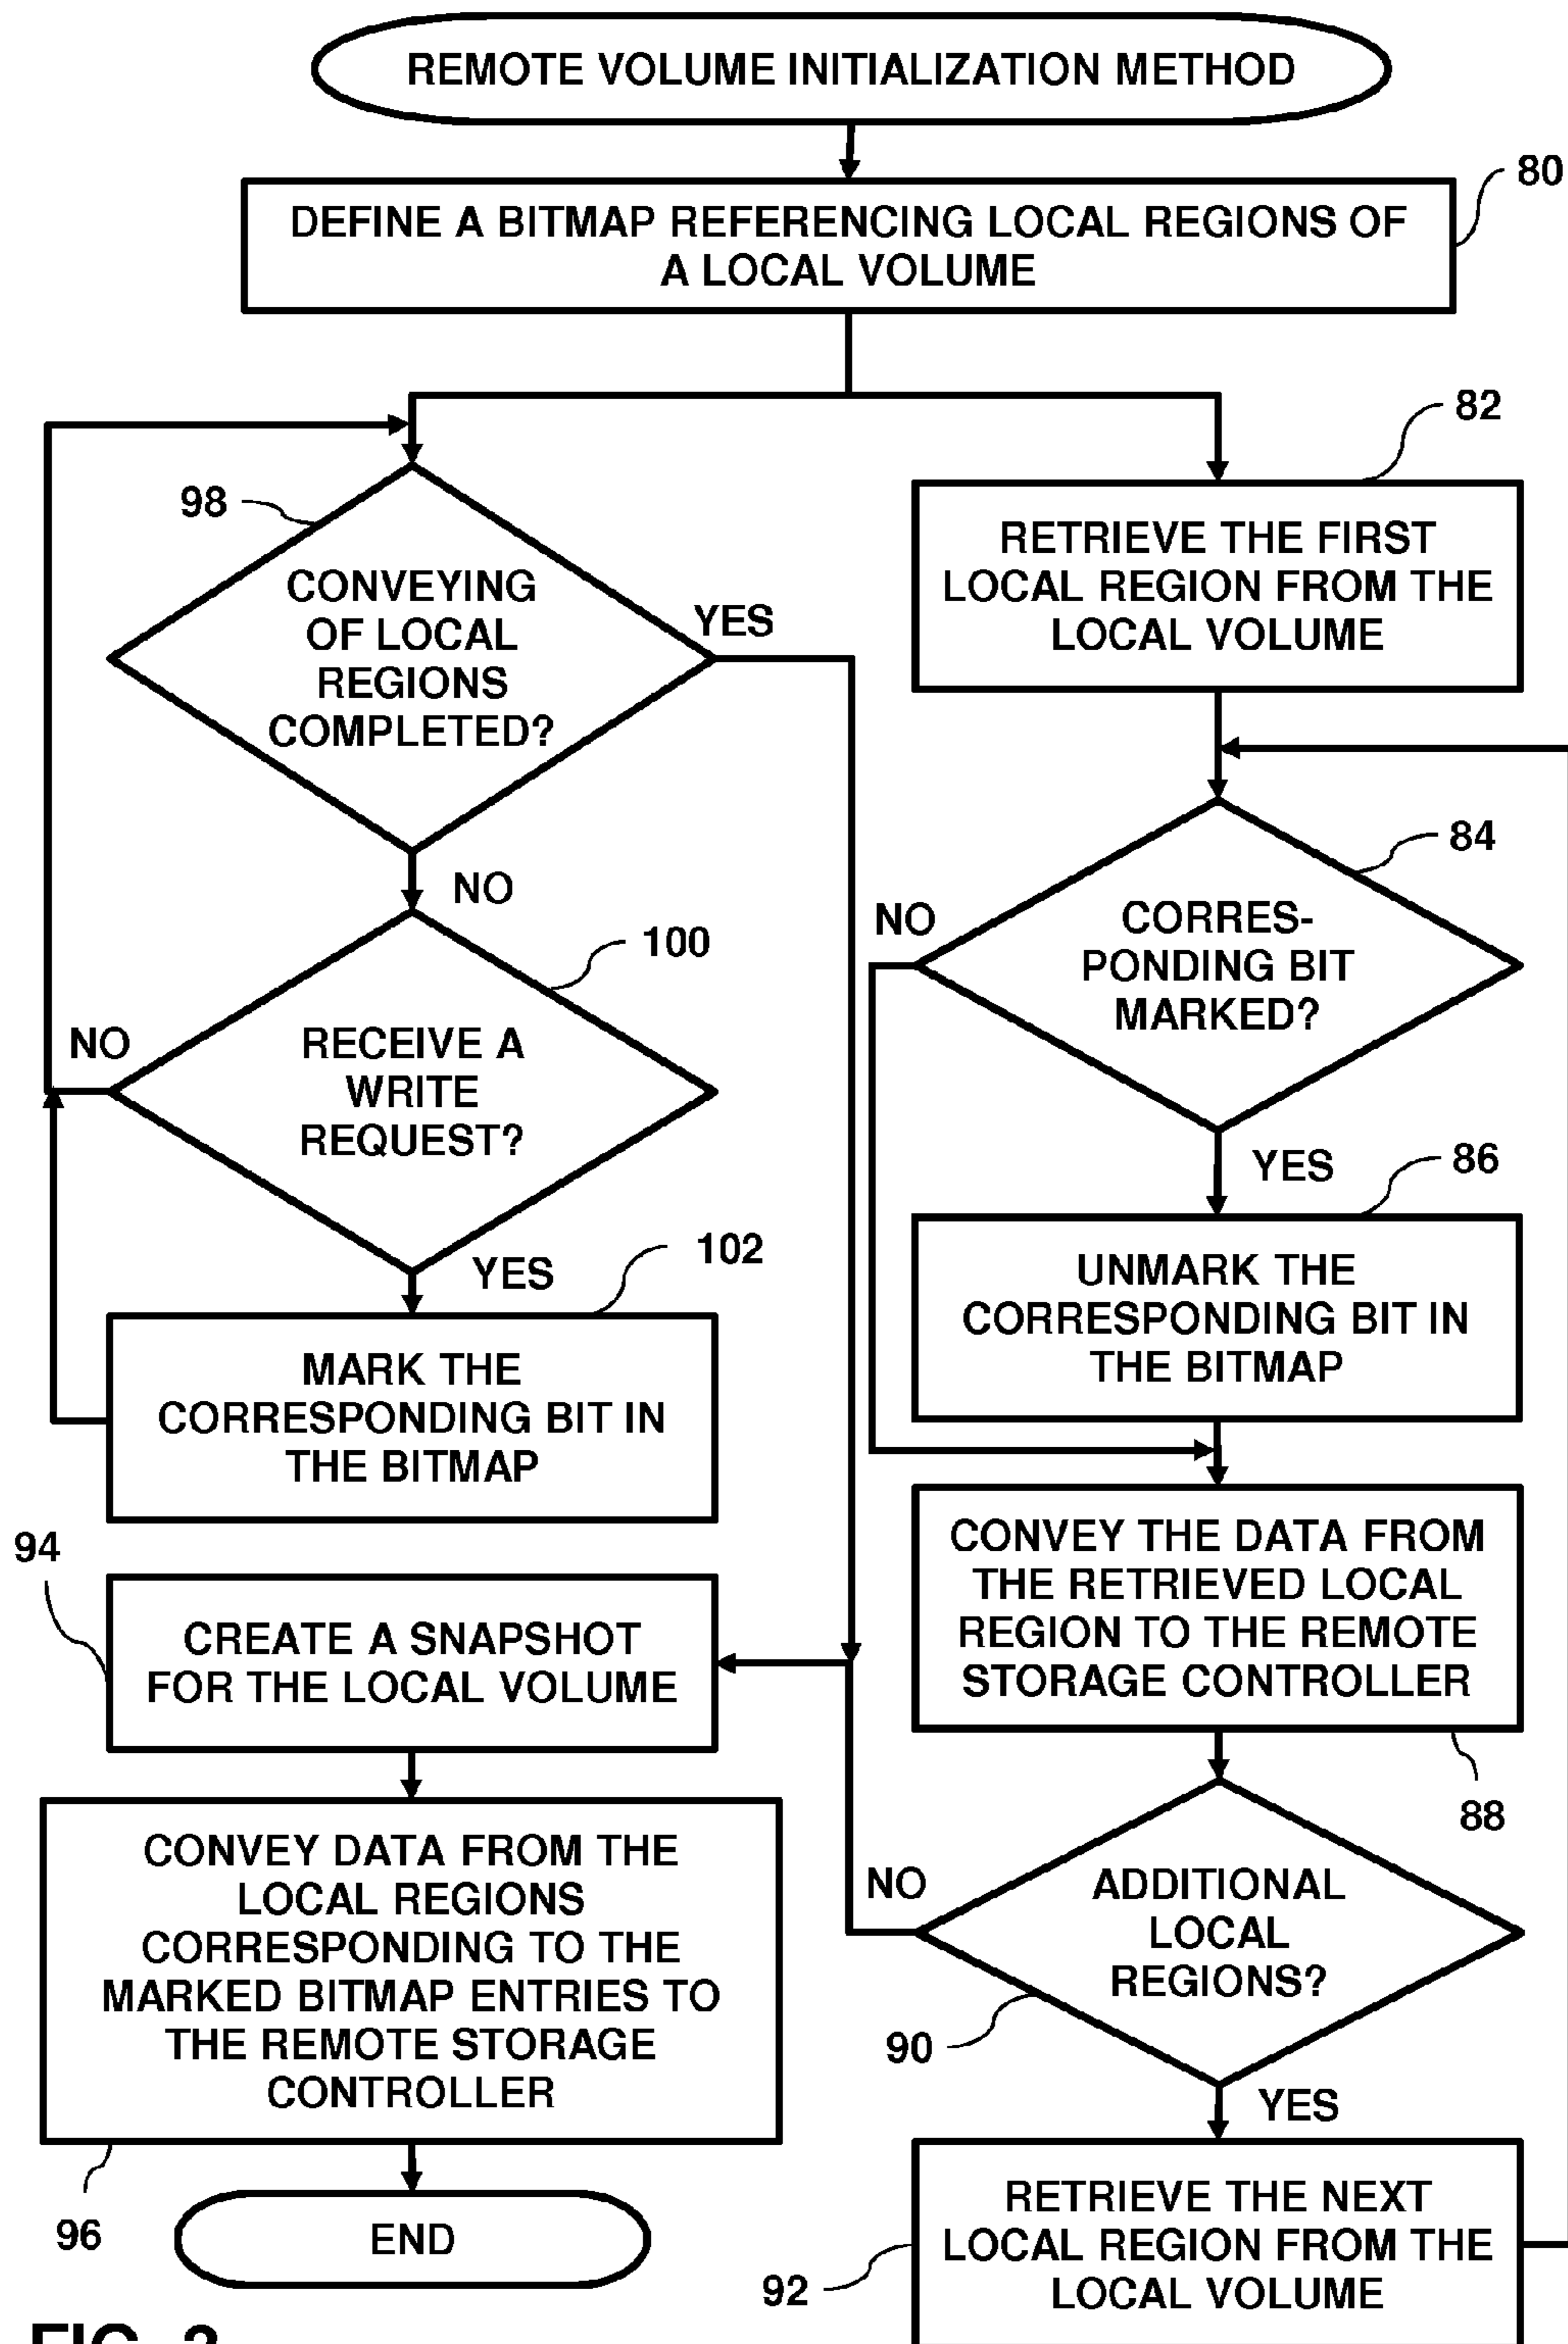 REMOTE VOLUME INITIALIZATION METHOD
80
DEFINE A BITMAP REFERENCING LOCAL REGIONS OF
A LOCAL VOLUME
82
98
RETRIEVE THE FIRST
LOCAL REGION FROM THE
LOCAL VOLUME
CONVEYING
OF LOCAL
REGIONS
COMPLETED?
YES
NO
84
NO
CORRES-
PONDING BIT
MARKED?
YES
100
NO
RECEIVE A
WRITE
REQUEST?
YES
86
UNMARK THE
CORRESPONDING BIT IN
THE BITMAP
102
MARK THE
CORRESPONDING BIT IN
THE BITMAP
94
CREATE A SNAPSHOT
FOR THE LOCAL VOLUME
CONVEY THE DATA FROM
THE RETRIEVED LOCAL
REGION TO THE REMOTE
STORAGE CONTROLLER
88
NO
ADDITIONAL
LOCAL
REGIONS?
90
YES
CONVEY DATA FROM THE
LOCAL REGIONS
CORRESPONDING TO THE
MARKED BITMAP ENTRIES TO
THE REMOTE STORAGE
CONTROLLER
96
END
RETRIEVE THE NEXT
LOCAL REGION FROM THE
LOCAL VOLUME
92
FIG.